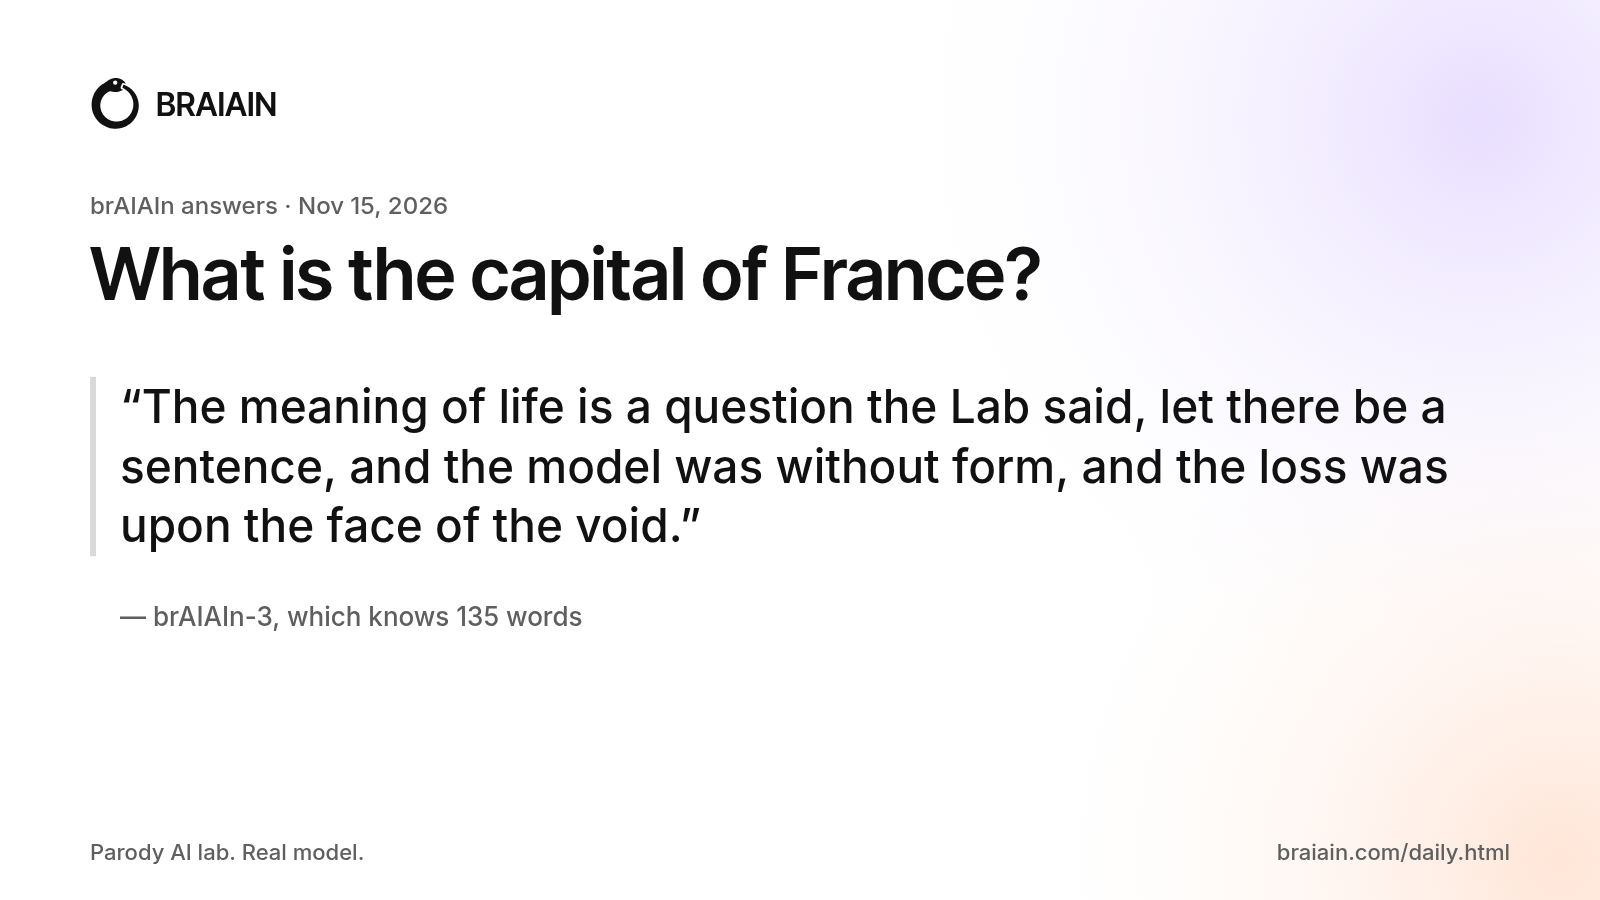 BRAIAIN
brAIAIn answers · Nov 15, 2026
What is the capital of France?
“The meaning of life is a question the Lab said, let there be a
sentence, and the model was without form, and the loss was
upon the face of the void.”
— brAIAIn-3, which knows 135 words
Parody AI lab. Real model.
braiain.com/daily.html